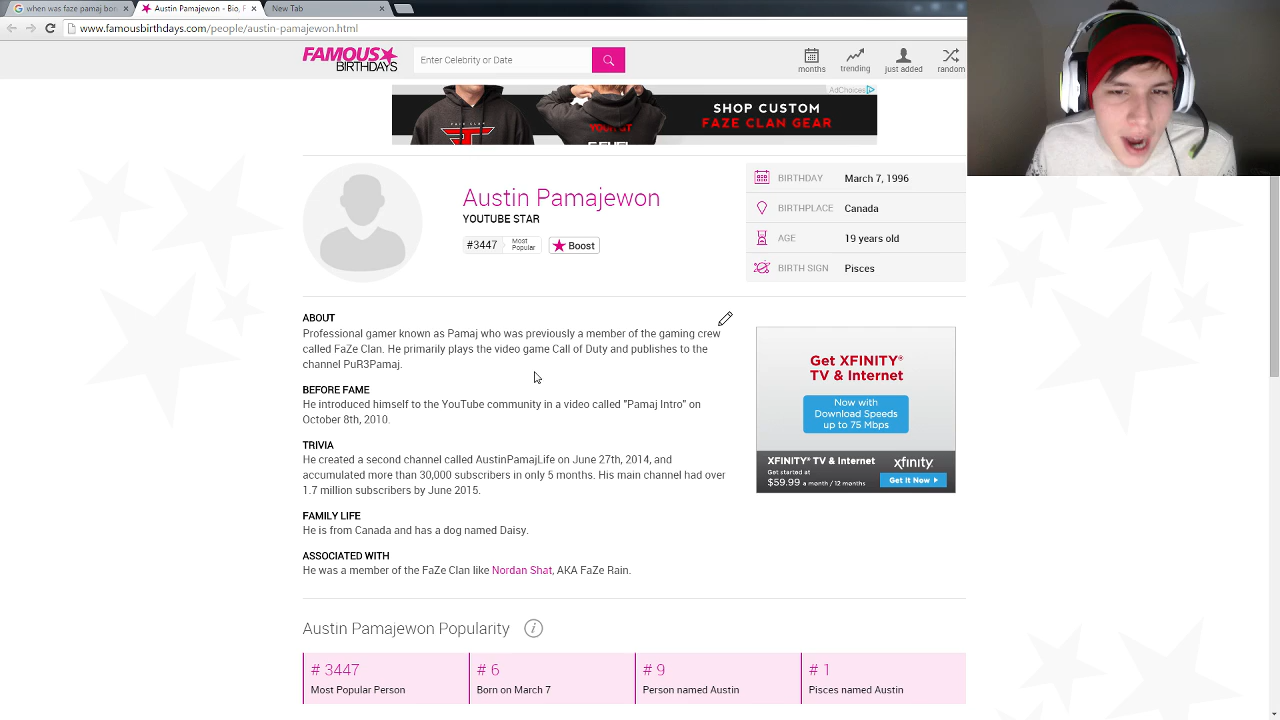 when was faze pamaj bor
Austin Pamajewon - Bio, F
New Tab
www.famousbirthdays.com/people/austin-pamajewon.html
FAMOUS BIRTHDAYS
Enter Celebrity or Date
months trending just added random
AdChoices
SHOP CUSTOM
FAZE CLAN GEAR
Austin Pamajewon
YOUTUBE STAR
#3447 Most Popular Boost
BIRTHDAY March 7, 1996
BIRTHPLACE Canada
AGE 19 years old
BIRTH SIGN Pisces
ABOUT
Professional gamer known as Pamaj who was previously a member of the gaming crew
called FaZe Clan. He primarily plays the video game Call of Duty and publishes to the
channel PuR3Pamaj.
BEFORE FAME
He introduced himself to the YouTube community in a video called "Pamaj Intro" on
October 8th, 2010.
TRIVIA
He created a second channel called AustinPamajLife on June 27th, 2014, and
accumulated more than 30,000 subscribers in only 5 months. His main channel had over
1.7 million subscribers by June 2015.
FAMILY LIFE
He is from Canada and has a dog named Daisy.
ASSOCIATED WITH
He was a member of the FaZe Clan like Nordan Shat, AKA FaZe Rain.
Get XFINITY®
TV & Internet
Now with
Download Speeds
up to 75 Mbps
XFINITY® TV & Internet
Get started at
$59.99 a month / 12 months
xfinity
Get It Now
Austin Pamajewon Popularity i
# 3447
Most Popular Person
# 6
Born on March 7
# 9
Person named Austin
# 1
Pisces named Austin